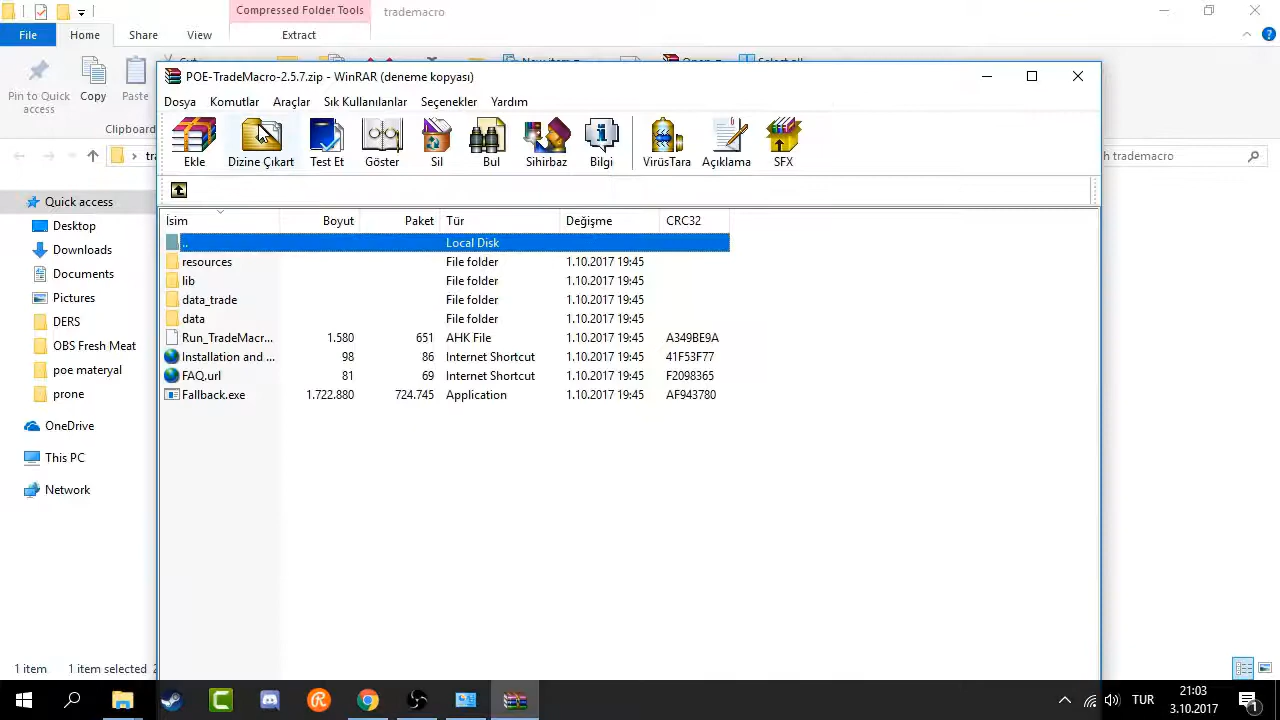 Compressed Folder Tools
trademacro
File
Home
Share
View
Extract
Pin to Quick access
Copy
Paste
Clipboard
POE-TradeMacro-2.5.7.zip - WinRAR (deneme kopyası)
Dosya Komutlar Araçlar Sık Kullanılanlar Seçenekler Yardım
Ekle Dizine Çıkart Test Et Göster Sil Bul Sihirbaz Bilgi VirüsTara Açıklama SFX
h trademacro
Quick access
Desktop
Downloads
Documents
Pictures
DERS
OBS Fresh Meat
poe materyal
prone
OneDrive
This PC
Network
İsim Boyut Paket Tür Değişme CRC32
.. Local Disk
resources File folder 1.10.2017 19:45
lib File folder 1.10.2017 19:45
data_trade File folder 1.10.2017 19:45
data File folder 1.10.2017 19:45
Run_TradeMacr... 1.580 651 AHK File 1.10.2017 19:45 A349BE9A
Installation and ... 98 86 Internet Shortcut 1.10.2017 19:45 41F53F77
FAQ.url 81 69 Internet Shortcut 1.10.2017 19:45 F2098365
Fallback.exe 1.722.880 724.745 Application 1.10.2017 19:45 AF943780
1 item 1 item selected
TUR
21:03
3.10.2017